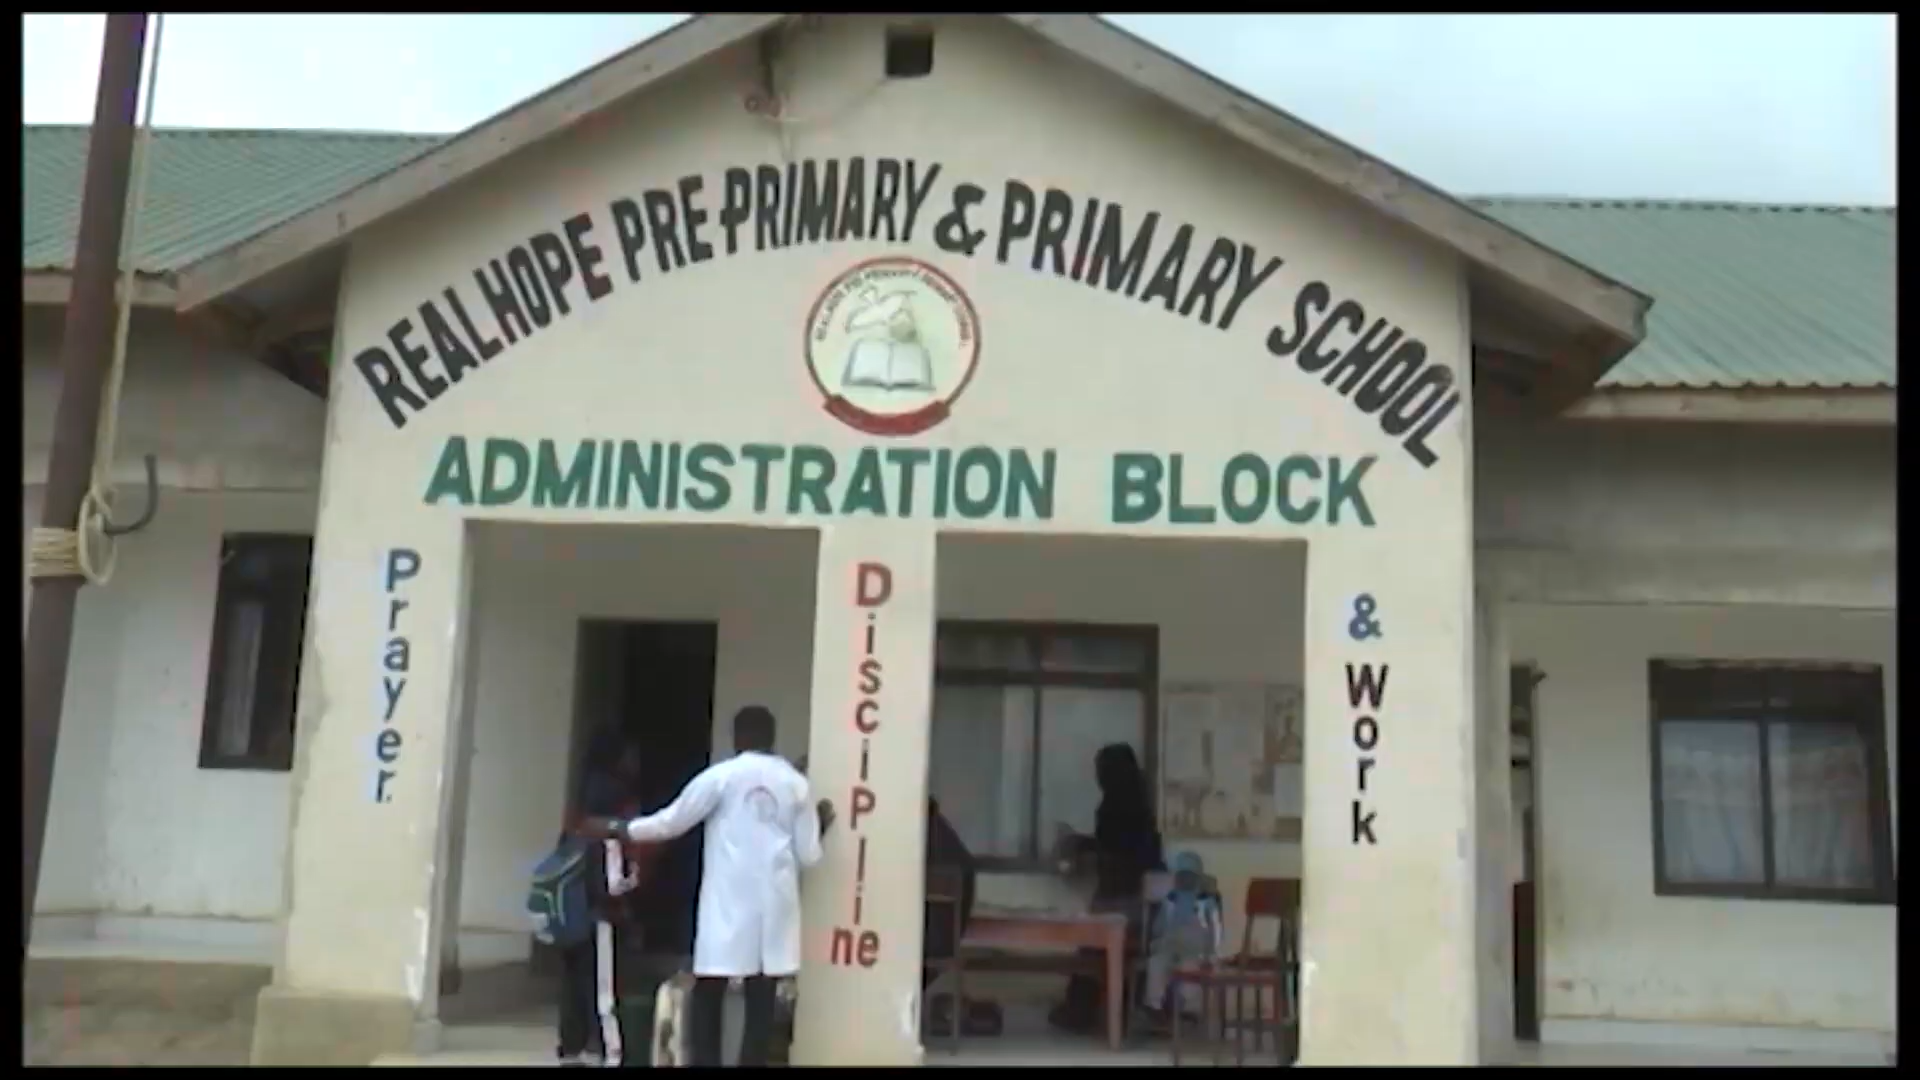 REALHOPE PRE-PRIMARY & PRIMARY SCHOOL
ADMINISTRATION BLOCK
Prayer
DisciPline
& Work